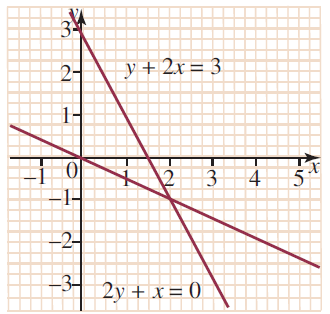 y
3
2
y + 2x = 3
1
–1 0 1 2 3 4 5 x
–1
–2
–3
2y + x = 0